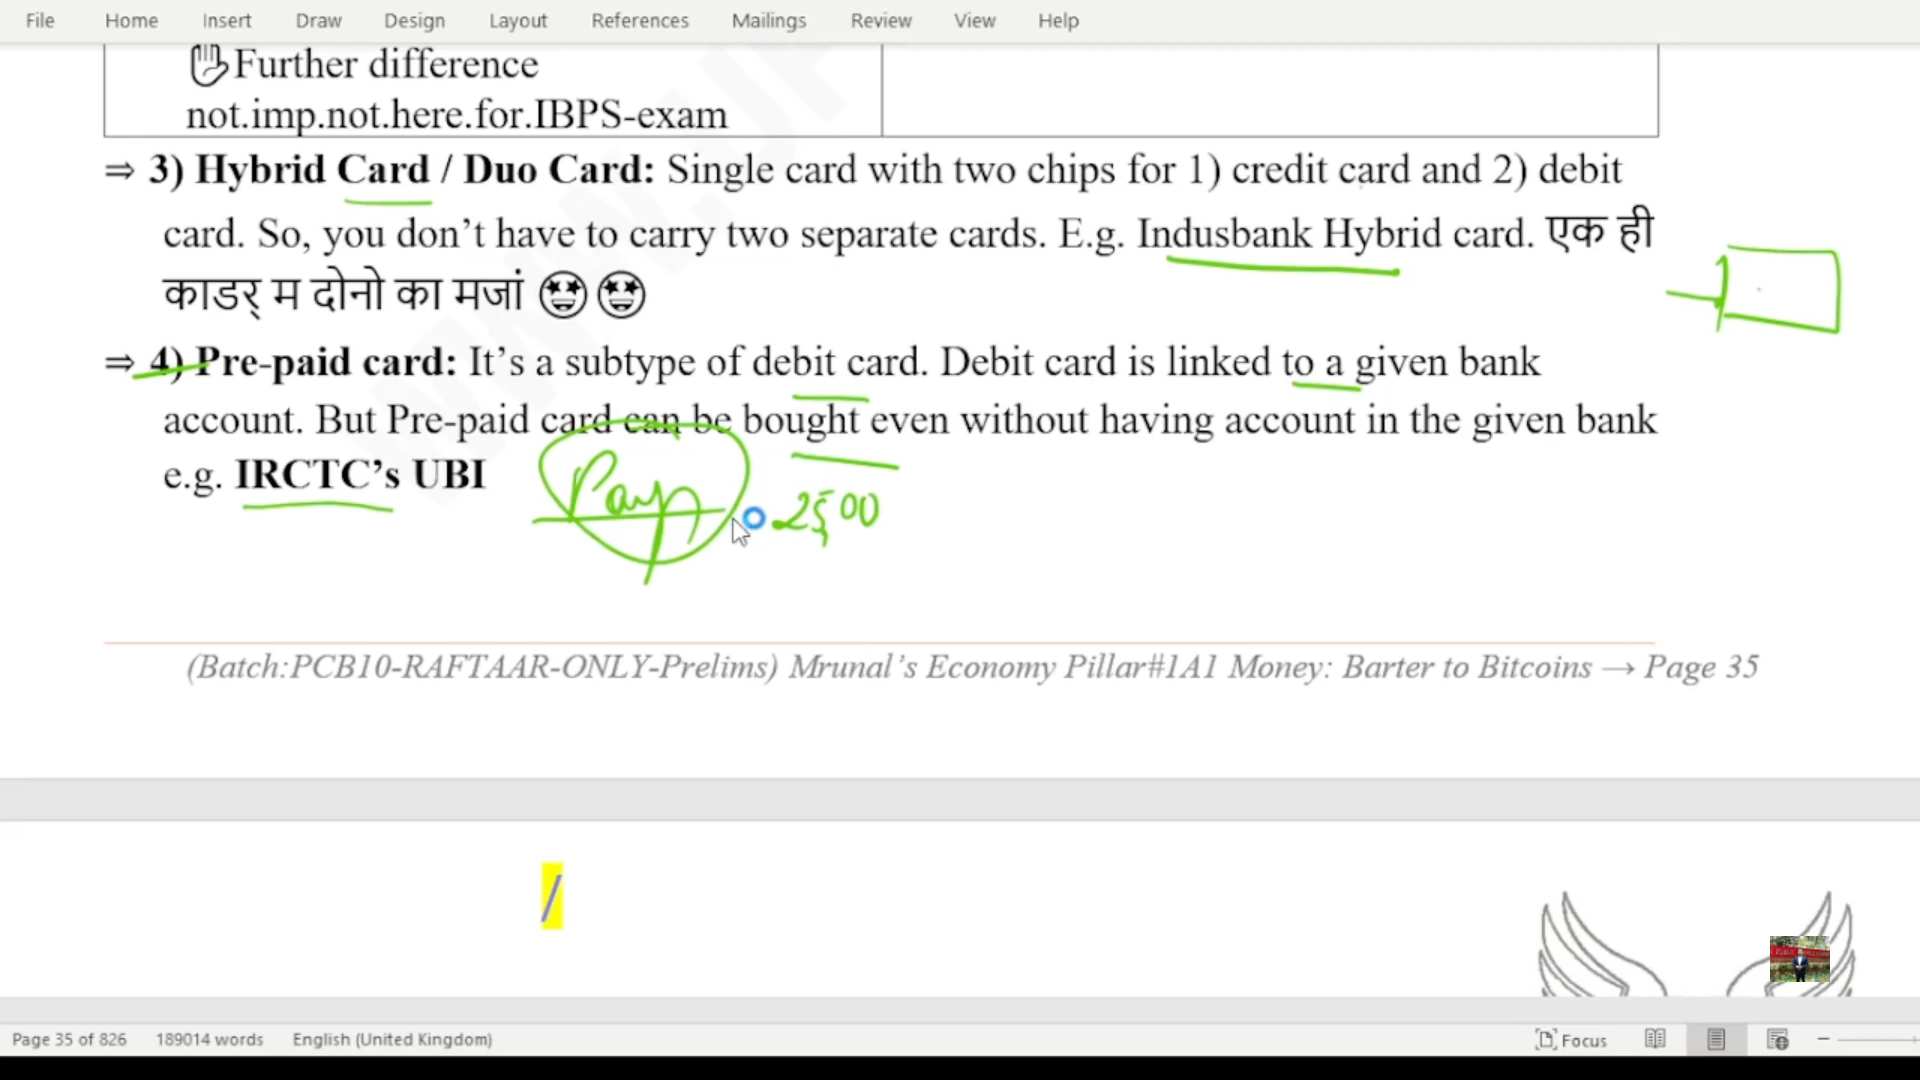 File Home Insert Draw Design Layout References Mailings Review View Help
Further difference
not.imp.not.here.for.IBPS-exam
⇒ 3) Hybrid Card / Duo Card: Single card with two chips for 1) credit card and 2) debit
card. So, you don’t have to carry two separate cards. E.g. Indusbank Hybrid card. एक ही
काडर् म दोनो का मजां 🤩🤩
⇒ 4) Pre-paid card: It’s a subtype of debit card. Debit card is linked to a given bank
account. But Pre-paid card can be bought even without having account in the given bank
e.g. IRCTC’s UBI
2500
(Batch:PCB10-RAFTAAR-ONLY-Prelims) Mrunal’s Economy Pillar#1A1 Money: Barter to Bitcoins → Page 35
/
Page 35 of 826 189014 words English (United Kingdom) Focus